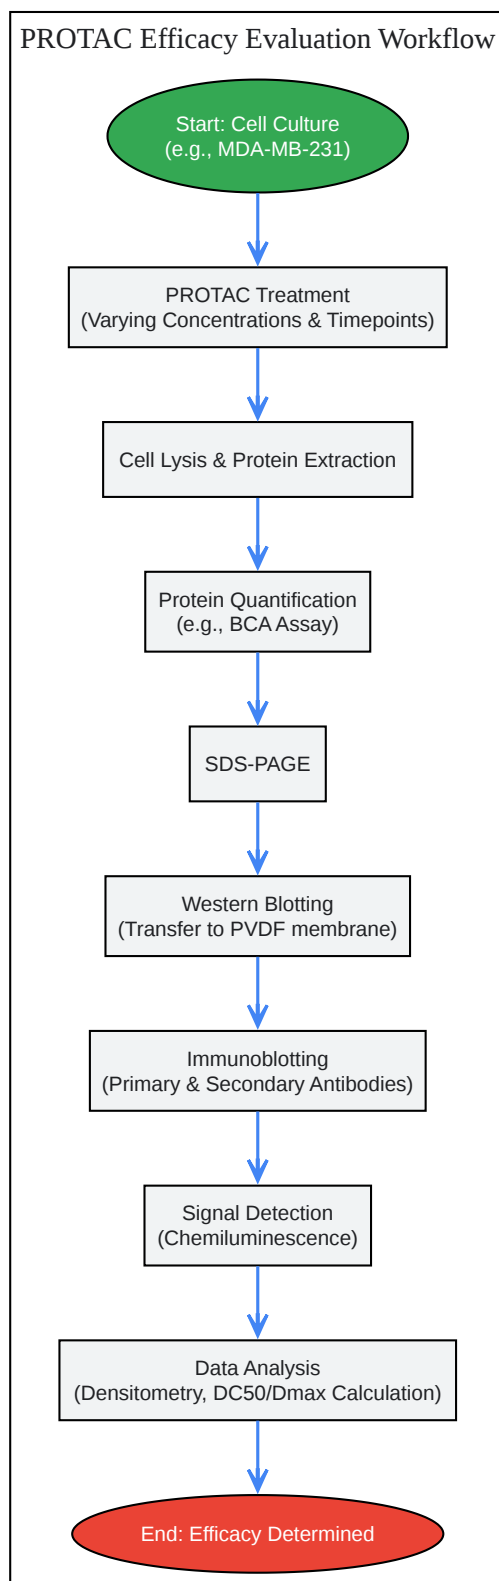 PROTAC Efficacy Evaluation Workflow
Start: Cell Culture
(e.g., MDA-MB-231)
PROTAC Treatment
(Varying Concentrations & Timepoints)
Cell Lysis & Protein Extraction
Protein Quantification
(e.g., BCA Assay)
SDS-PAGE
Western Blotting
(Transfer to PVDF membrane)
Immunoblotting
(Primary & Secondary Antibodies)
Signal Detection
(Chemiluminescence)
Data Analysis
(Densitometry, DC50/Dmax Calculation)
End: Efficacy Determined